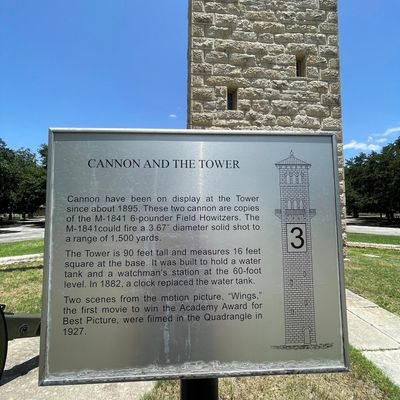 CANNON AND THE TOWER
Cannon have been on display at the Tower
since about 1895. These two cannon are copies
of the M-1841 6-pounder Field Howitzers. The
M-1841could fire a 3.67" diameter solid shot to
a range of 1,500 yards.
The Tower is 90 feet tall and measures 16 feet
square at the base. It was built to hold a water
tank and a watchman's station at the 60-foot
level. In 1882, a clock replaced the water tank.
Two scenes from the motion picture, "Wings,"
the first movie to win the Academy Award for
Best Picture, were filmed in the Quadrangle in
1927.
3